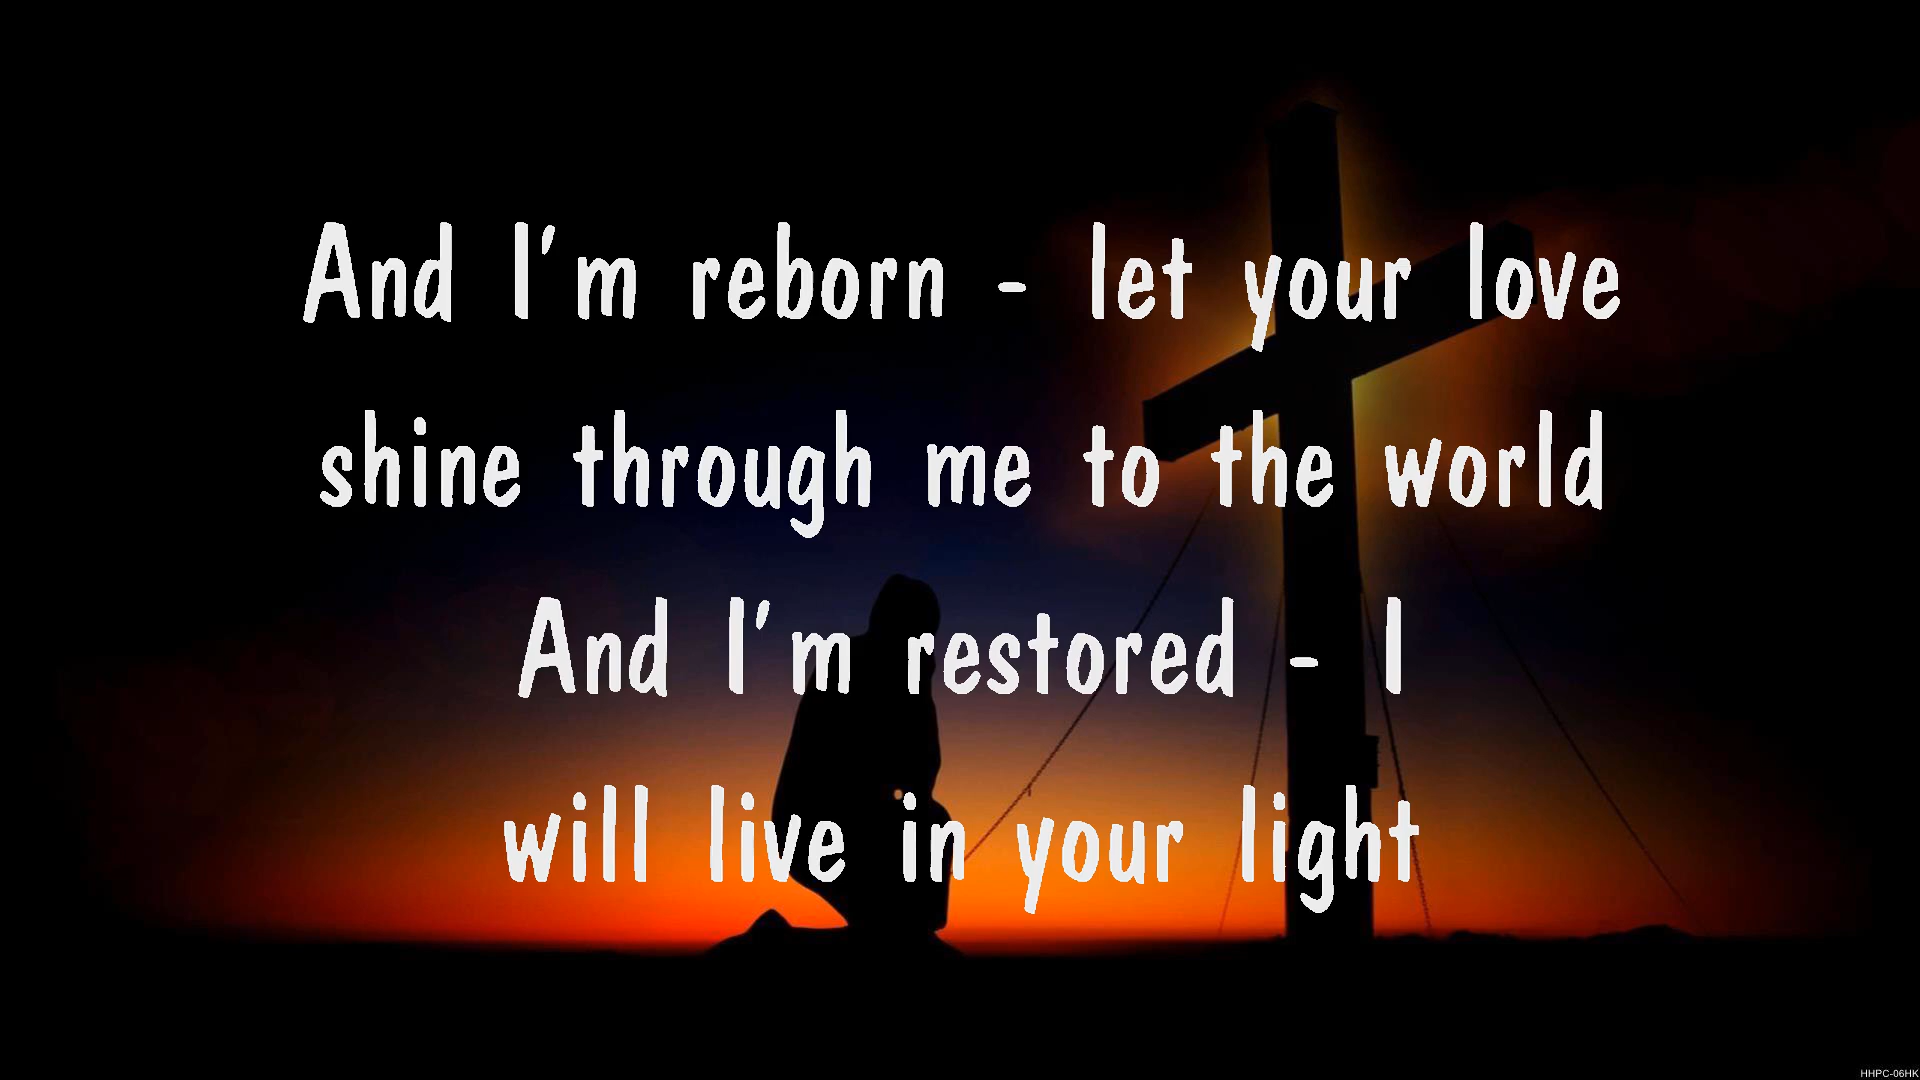 And I'm reborn - let your love
shine through me to the world
And I'm restored - I
will live in your light
HHPC-06HK